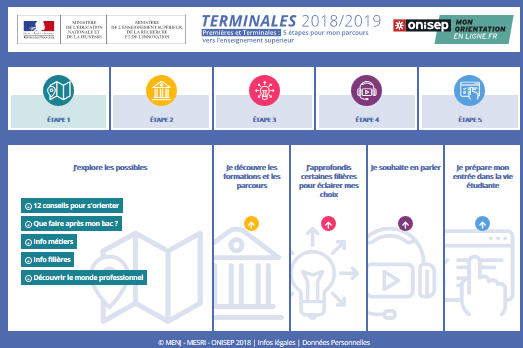 MINISTÈRE
DE L'ÉDUCATION
NATIONALE ET
DE LA JEUNESSE
MINISTÈRE
DE L'ENSEIGNEMENT SUPÉRIEUR,
DE LA RECHERCHE
ET DE L'INNOVATION
TERMINALES 2018/2019
Premières et Terminales : 5 étapes pour mon parcours
vers l'enseignement supérieur
onisep
MON
ORIENTATION
EN LIGNE.FR
ÉTAPE 1
ÉTAPE 2
ÉTAPE 3
ÉTAPE 4
ÉTAPE 5
J'explore les possibles
12 conseils pour s'orienter
Que faire après mon bac ?
Info métiers
Info filières
Découvrir le monde professionnel
Je découvre les
formations et les
parcours
J'approfondis
certaines filières
pour éclairer mes
choix
Je souhaite en parler
Je prépare mon
entrée dans la vie
étudiante
© MENJ - MESRI - ONISEP 2018 | Infos légales | Données Personnelles